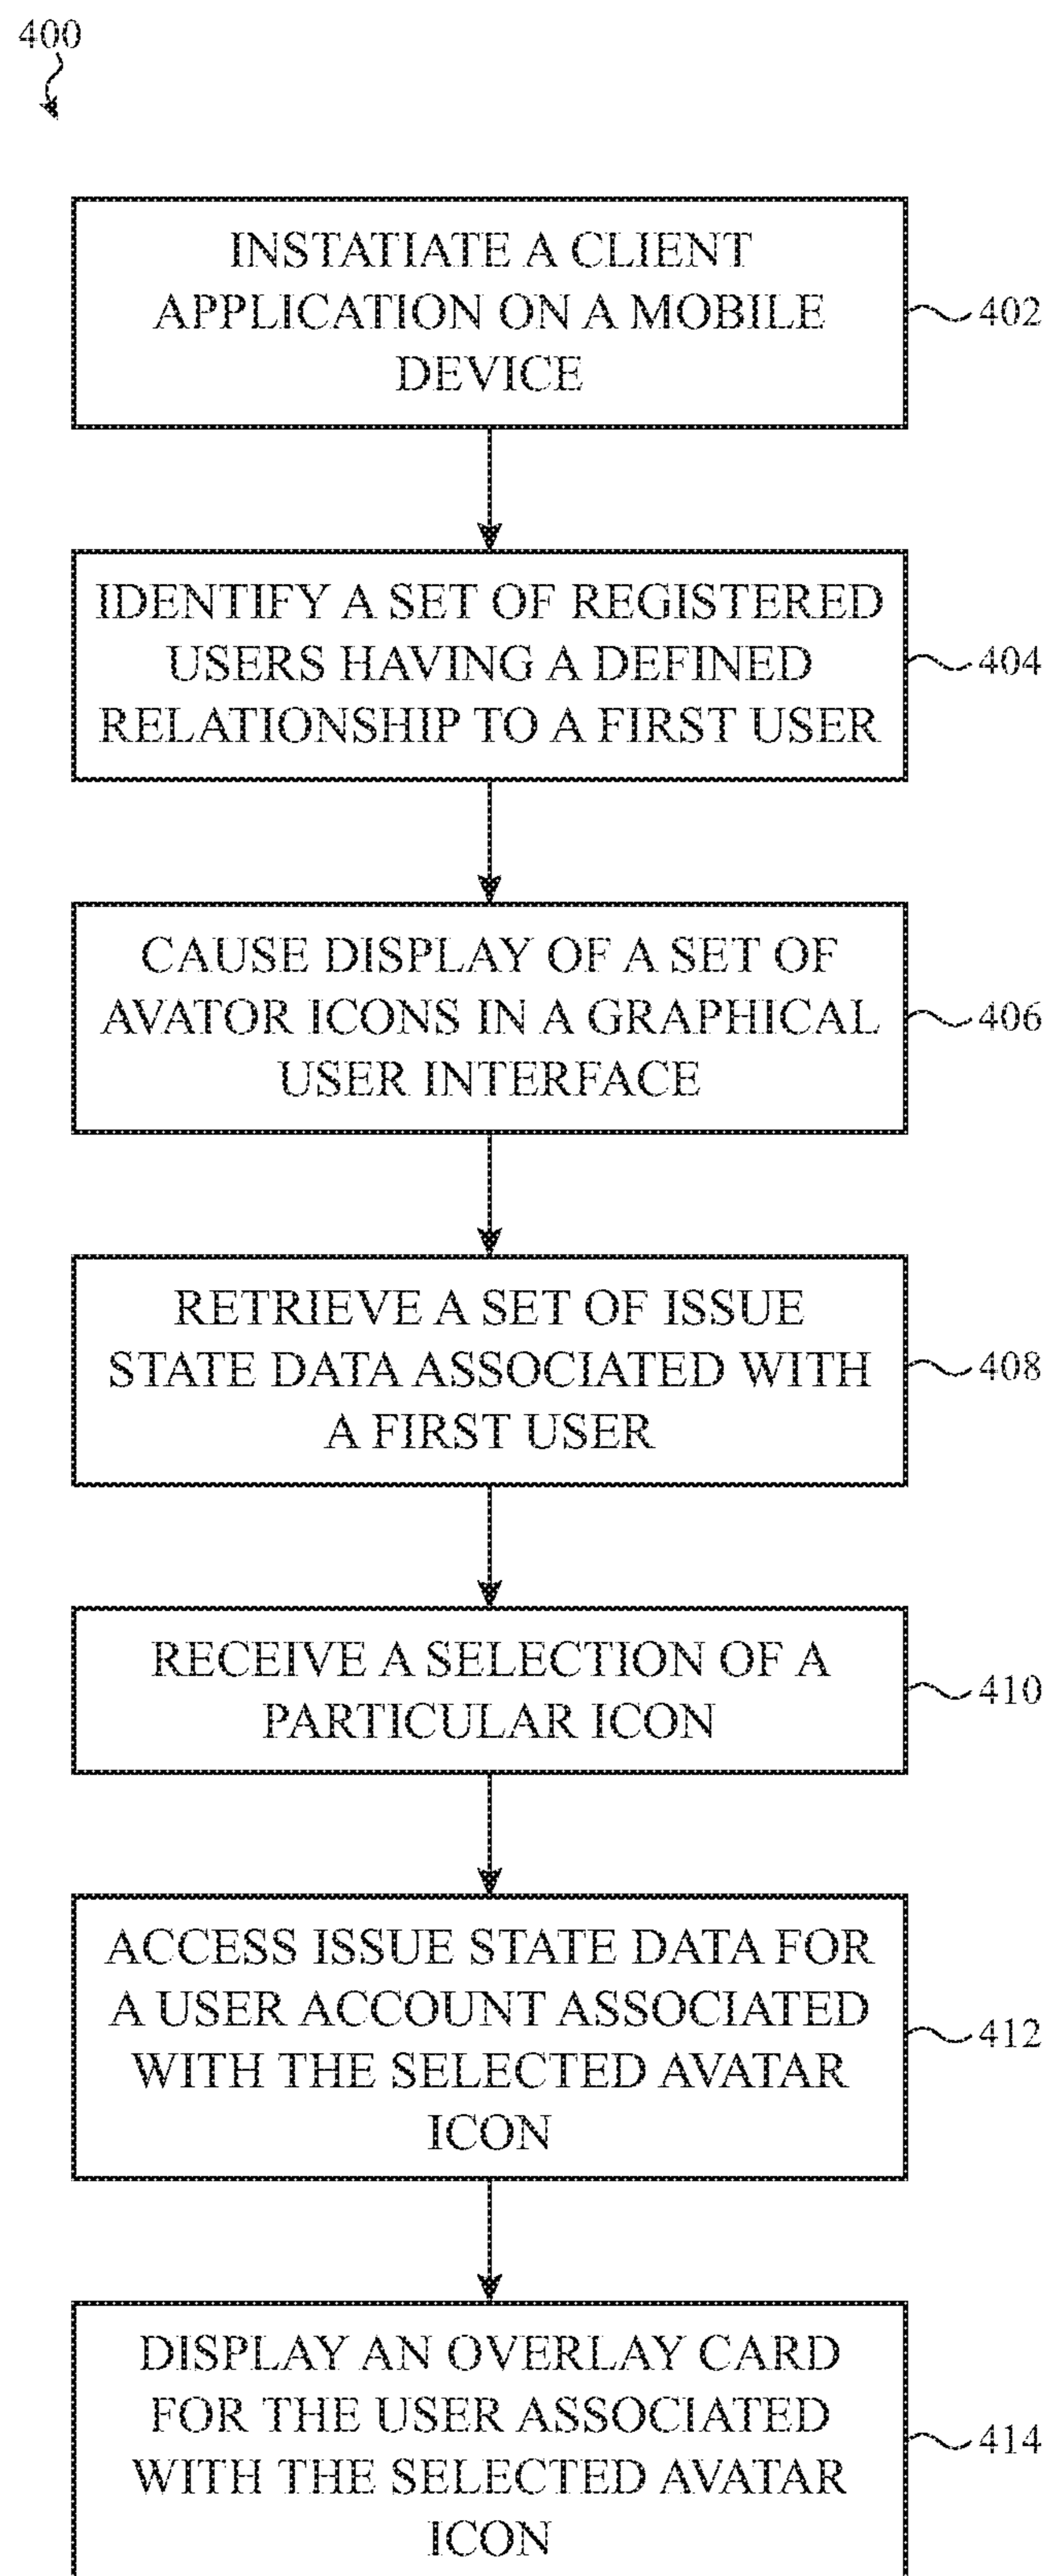 400
INSTATIATE A CLIENT
APPLICATION ON A MOBILE
DEVICE
402
IDENTIFY A SET OF REGISTERED
USERS HAVING A DEFINED
RELATIONSHIP TO A FIRST USER
404
CAUSE DISPLAY OF A SET OF
AVATOR ICONS IN A GRAPHICAL
USER INTERFACE
406
RETRIEVE A SET OF ISSUE
STATE DATA ASSOCIATED WITH
A FIRST USER
408
RECEIVE A SELECTION OF A
PARTICULAR ICON
410
ACCESS ISSUE STATE DATA FOR
A USER ACCOUNT ASSOCIATED
WITH THE SELECTED AVATAR
ICON
412
DISPLAY AN OVERLAY CARD
FOR THE USER ASSOCIATED
WITH THE SELECTED AVATAR
ICON
414